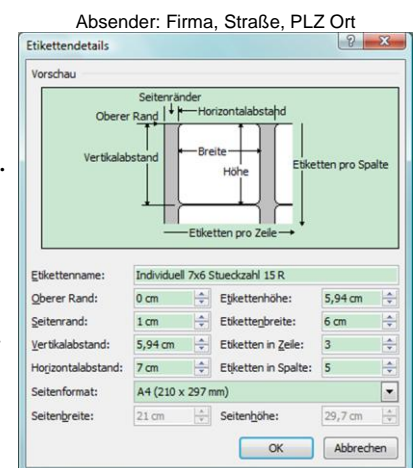 Absender: Firma, Straße, PLZ Ort
Etikettendetails
Vorschau
Seitenränder
Oberer Rand
Horizontalabstand
Vertikalabstand
Breite
Höhe
Etiketten pro Spalte
Etiketten pro Zeile
Etikettenname: Individuell 7x6 Stueckzahl 15 R
Oberer Rand: 0 cm Etikettenhöhe: 5,94 cm
Seitenrand: 1 cm Etikettenbreite: 6 cm
Vertikalabstand: 5,94 cm Etiketten in Zeile: 3
Horizontalabstand: 7 cm Etiketten in Spalte: 5
Seitenformat: A4 (210 x 297 mm)
Seitenbreite: 21 cm Seitenhöhe: 29,7 cm
OK Abbrechen